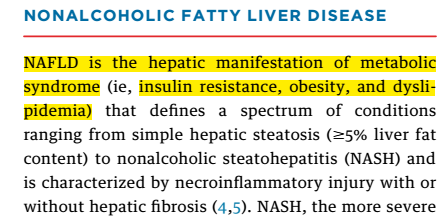 NONALCOHOLIC FATTY LIVER DISEASE
NAFLD is the hepatic manifestation of metabolic
syndrome (ie, insulin resistance, obesity, and dysli-
pidemia) that defines a spectrum of conditions
ranging from simple hepatic steatosis (≥5% liver fat
content) to nonalcoholic steatohepatitis (NASH) and
is characterized by necroinflammatory injury with or
without hepatic fibrosis (4,5). NASH, the more severe